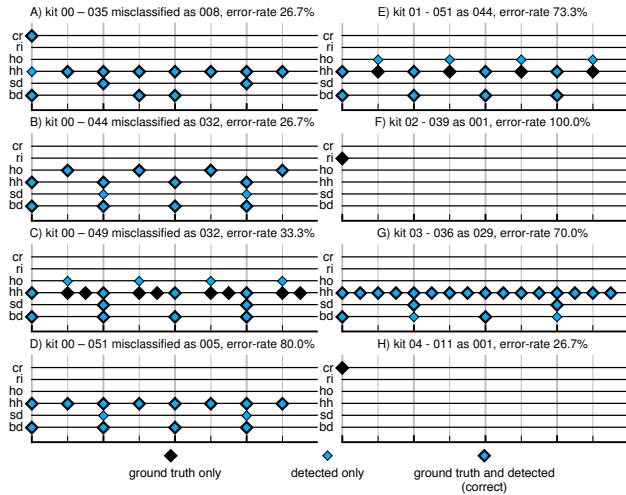 A) kit 00 – 035 misclassified as 008, error-rate 26.7%
cr
ri
ho
hh
sd
bd
B) kit 00 – 044 misclassified as 032, error-rate 26.7%
cr
ri
ho
hh
sd
bd
C) kit 00 – 049 misclassified as 032, error-rate 33.3%
cr
ri
ho
hh
sd
bd
D) kit 00 – 051 misclassified as 005, error-rate 80.0%
cr
ri
ho
hh
sd
bd
E) kit 01 - 051 as 044, error-rate 73.3%
cr
ri
ho
hh
sd
bd
F) kit 02 - 039 as 001, error-rate 100.0%
cr
ri
ho
hh
sd
bd
G) kit 03 - 036 as 029, error-rate 70.0%
cr
ri
ho
hh
sd
bd
H) kit 04 - 011 as 001, error-rate 26.7%
cr
ri
ho
hh
sd
bd
ground truth only
detected only
ground truth and detected
(correct)